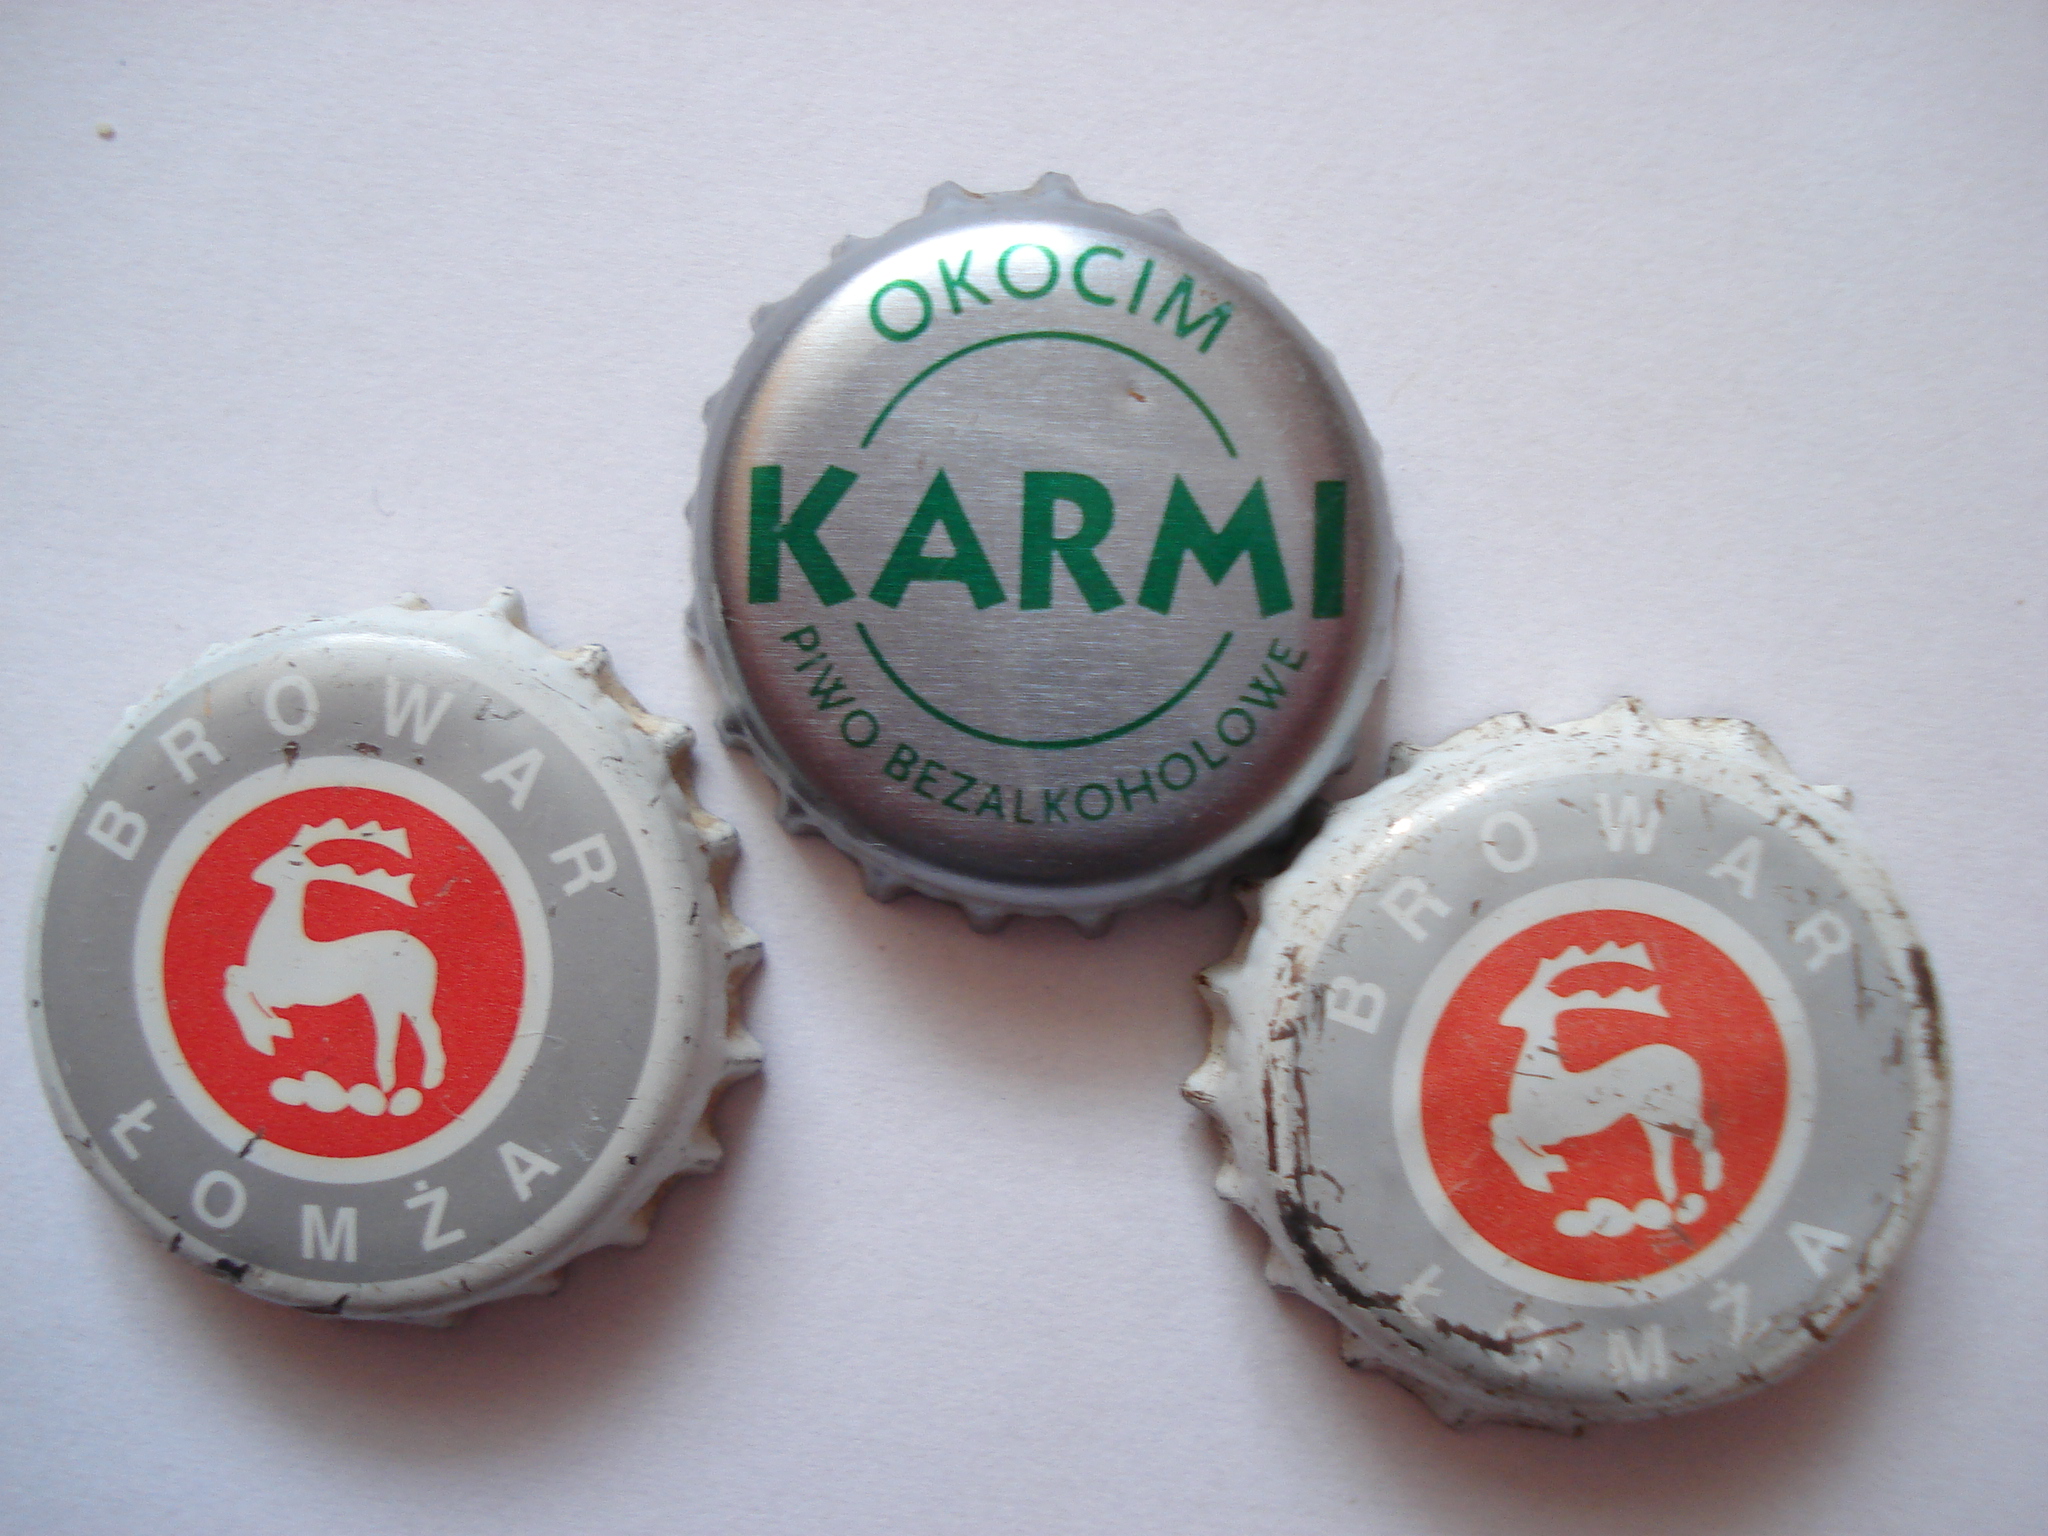 OKOCIM
KARMI
PIWO BEZALKOHOLOWE
BROWAR
ŁOMŻA
BROWAR
ŁOMŻA